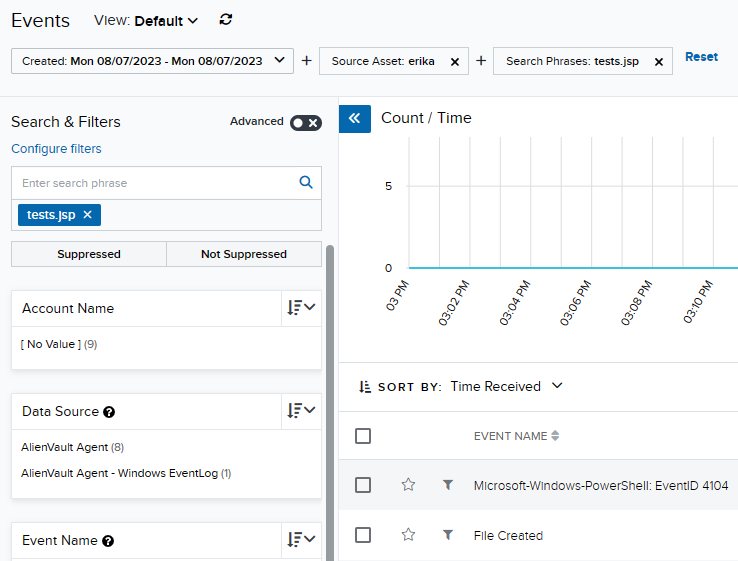 Events View: Default
Created: Mon 08/07/2023 - Mon 08/07/2023 + Source Asset: erika × + Search Phrases: tests.jsp × Reset
Search & Filters Advanced
Configure filters
Enter search phrase
tests.jsp ×
Suppressed Not Suppressed
Account Name
[ No Value ] (9)
Data Source ?
AlienVault Agent (8)
AlienVault Agent - Windows EventLog (1)
Event Name ?
Count / Time
5
0
03 PM 03:02 PM 03:04 PM 03:06 PM 03:08 PM 03:10 PM
SORT BY: Time Received
EVENT NAME
Microsoft-Windows-PowerShell: EventID 4104
File Created